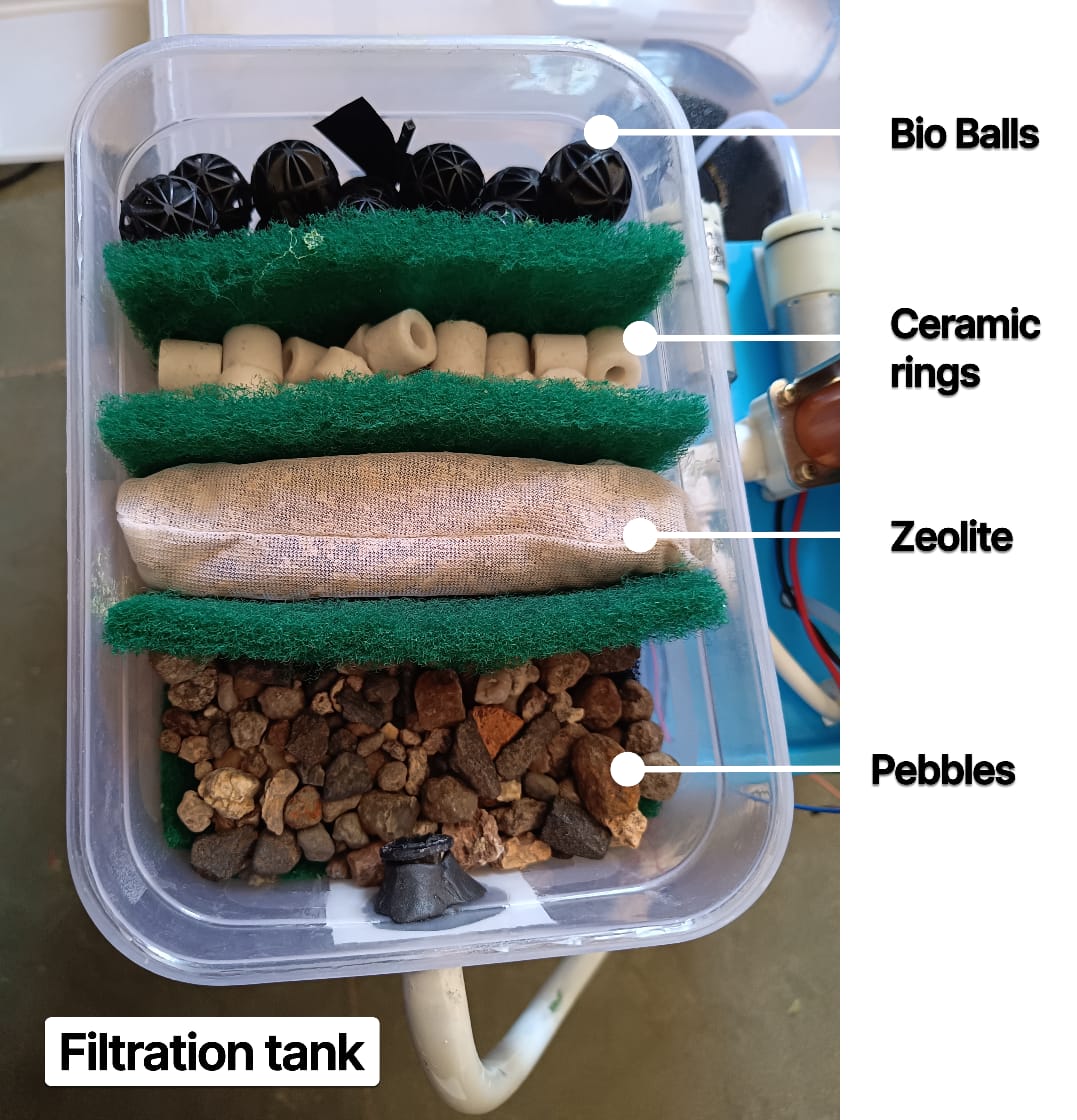 Bio Balls
Ceramic
rings
Zeolite
Pebbles
Filtration tank